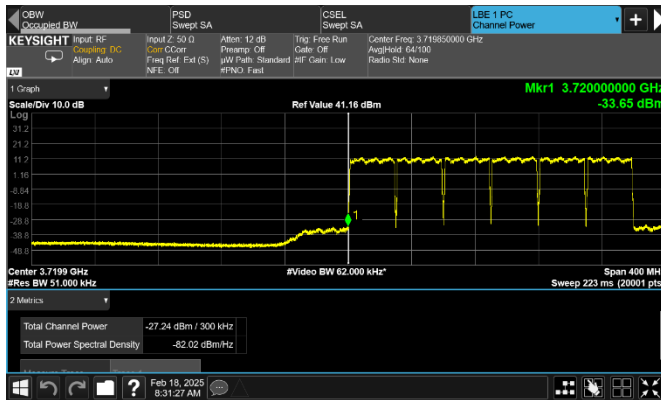 OBW
Occupied BW
PSD
Swept SA
CSEL
Swept SA
LBE 1 PC
Channel Power
KEYSIGHT
Input: RF
Coupling: DC
Align: Auto
Input Z: 50 Ω
Corr CCorr
Freq Ref: Ext (S)
NFE: Off
Atten: 12 dB
Preamp: Off
µW Path: Standard
#PNO: Fast
Trig: Free Run
Gate: Off
#IF Gain: Low
Center Freq: 3.719850000 GHz
Avg|Hold: 64/100
Radio Std: None
LXI
1 Graph
Mkr1 3.720000000 GHz
Scale/Div 10.0 dB
Ref Value 41.16 dBm
-33.65 dBm
Log
31.2
21.2
11.2
1.16
-8.84
-18.8
-28.8
-38.8
-48.8
1
Center 3.7199 GHz
#Video BW 62.000 kHz*
Span 400 MH
#Res BW 51.000 kHz
Sweep 223 ms (20001 pts
2 Metrics
Total Channel Power
-27.24 dBm / 300 kHz
Total Power Spectral Density
-82.02 dBm/Hz
Feb 18, 2025
8:31:27 AM